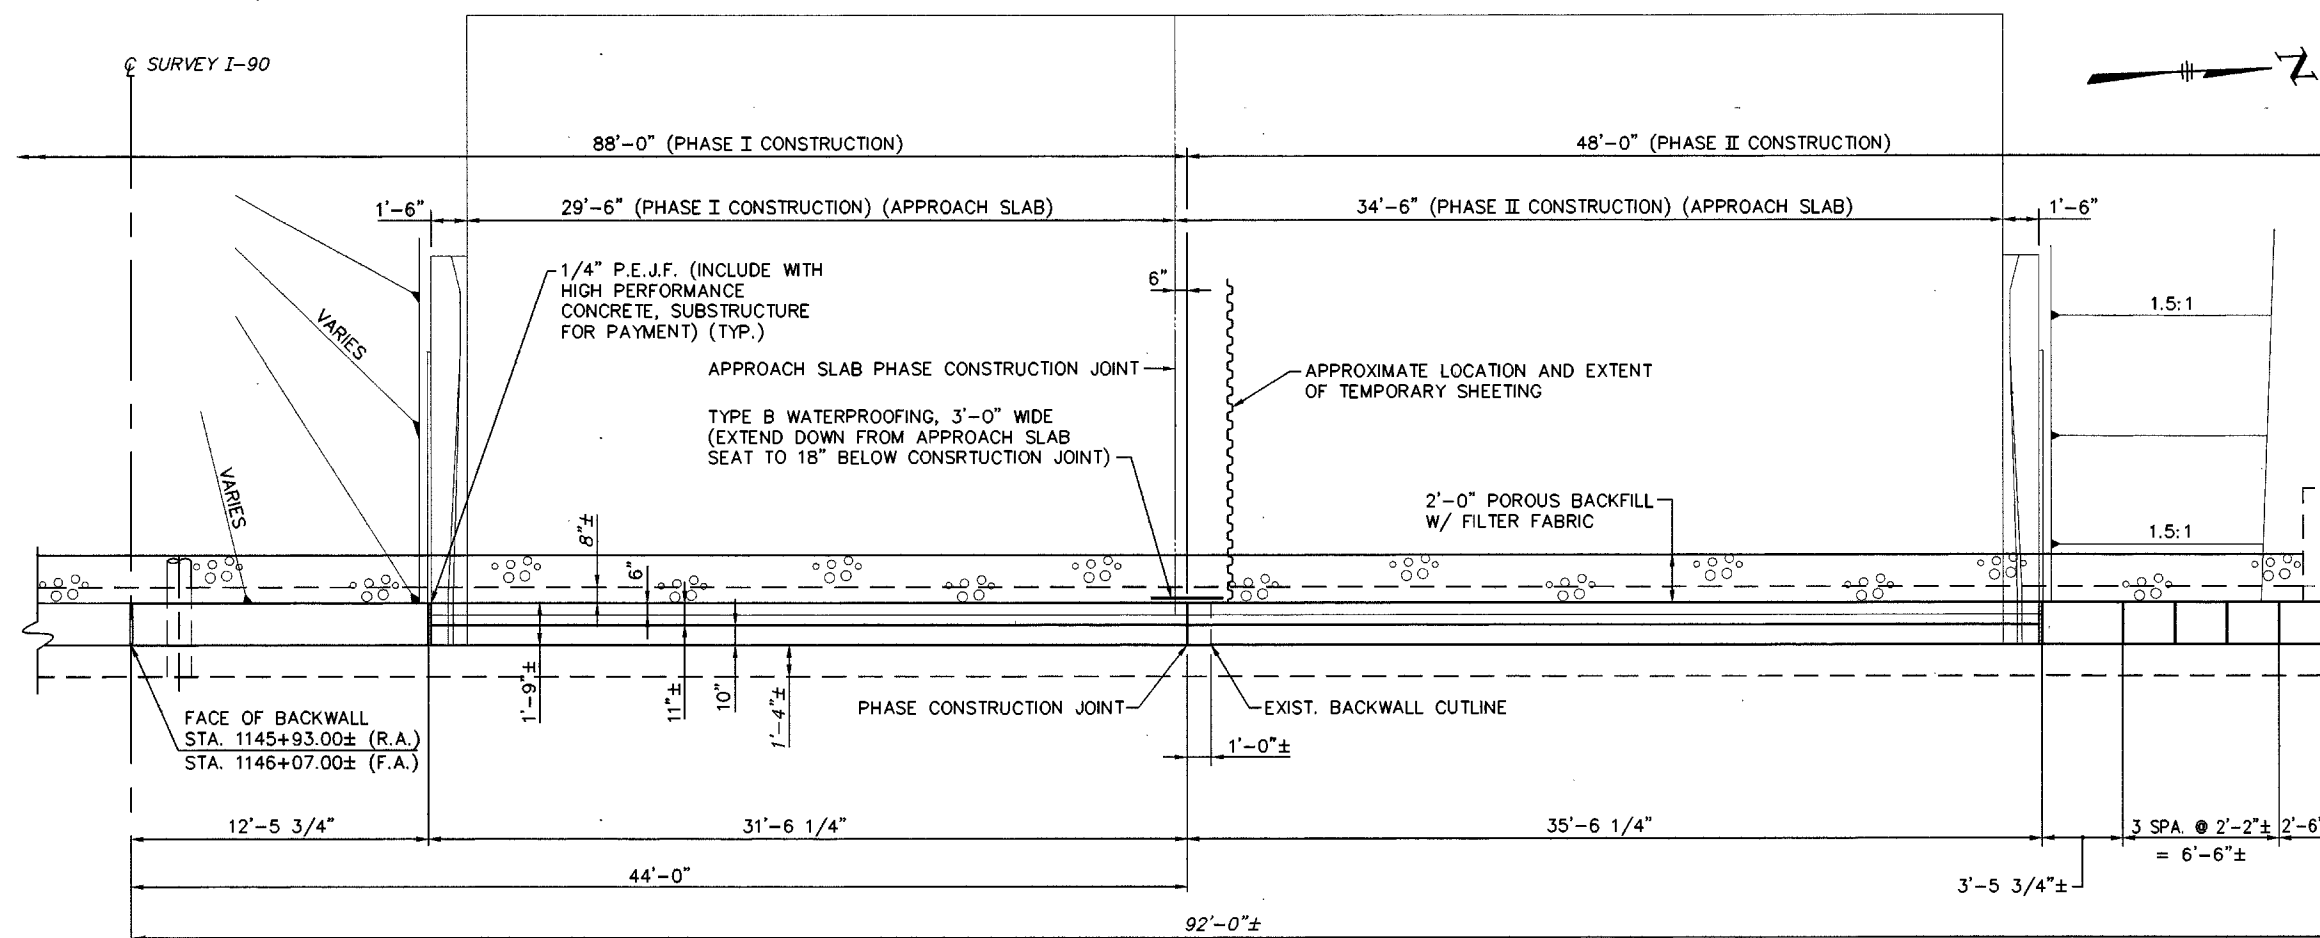 ℄ SURVEY I-90
Z
88'-0" (PHASE I CONSTRUCTION)
48'-0" (PHASE II CONSTRUCTION)
1'-6"
29'-6" (PHASE I CONSTRUCTION) (APPROACH SLAB)
34'-6" (PHASE II CONSTRUCTION) (APPROACH SLAB)
1'-6"
1/4" P.E.J.F. (INCLUDE WITH
HIGH PERFORMANCE
CONCRETE, SUBSTRUCTURE
FOR PAYMENT) (TYP.)
6"
1.5:1
VARIES
APPROACH SLAB PHASE CONSTRUCTION JOINT
APPROXIMATE LOCATION AND EXTENT
OF TEMPORARY SHEETING
TYPE B WATERPROOFING, 3'-0" WIDE
(EXTEND DOWN FROM APPROACH SLAB
SEAT TO 18" BELOW CONSRTUCTION JOINT)
VARIES
2'-0" POROUS BACKFILL
W/ FILTER FABRIC
8"±
1.5:1
6"
1'-9"±
11"±
10"
1'-4"±
PHASE CONSTRUCTION JOINT
EXIST. BACKWALL CUTLINE
FACE OF BACKWALL
STA. 1145+93.00± (R.A.)
STA. 1146+07.00± (F.A.)
1'-0"±
12'-5 3/4"
31'-6 1/4"
35'-6 1/4"
3 SPA. @ 2'-2"±
= 6'-6"±
2'-6"
44'-0"
3'-5 3/4"±
92'-0"±